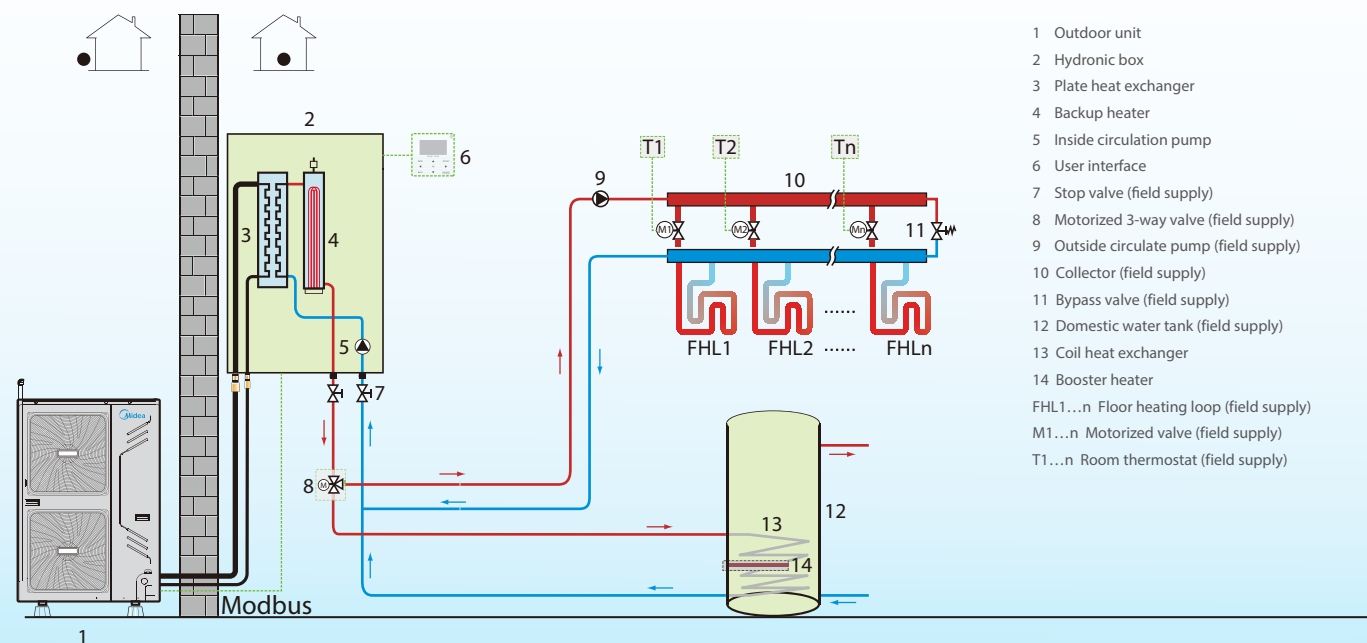 2
6
3
4
5
7
8
M
9
10
T1
T2
Tn
M1
M2
Mn
11
......
FHL1
FHL2
......
FHLn
12
13
14
Midea
Modbus
1
1 Outdoor unit
2 Hydronic box
3 Plate heat exchanger
4 Backup heater
5 Inside circulation pump
6 User interface
7 Stop valve (field supply)
8 Motorized 3-way valve (field supply)
9 Outside circulate pump (field supply)
10 Collector (field supply)
11 Bypass valve (field supply)
12 Domestic water tank (field supply)
13 Coil heat exchanger
14 Booster heater
FHL1...n Floor heating loop (field supply)
M1...n Motorized valve (field supply)
T1...n Room thermostat (field supply)